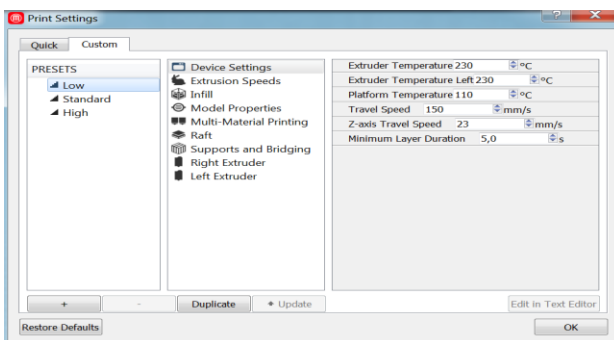 Print Settings
Quick
Custom
PRESETS
Low
Standard
High
Device Settings
Extrusion Speeds
Infill
Model Properties
Multi-Material Printing
Raft
Supports and Bridging
Right Extruder
Left Extruder
Extruder Temperature 230 ºC
Extruder Temperature Left 230 ºC
Platform Temperature 110 ºC
Travel Speed 150 mm/s
Z-axis Travel Speed 23 mm/s
Minimum Layer Duration 5,0 s
+ - Duplicate + Update Edit in Text Editor
Restore Defaults OK